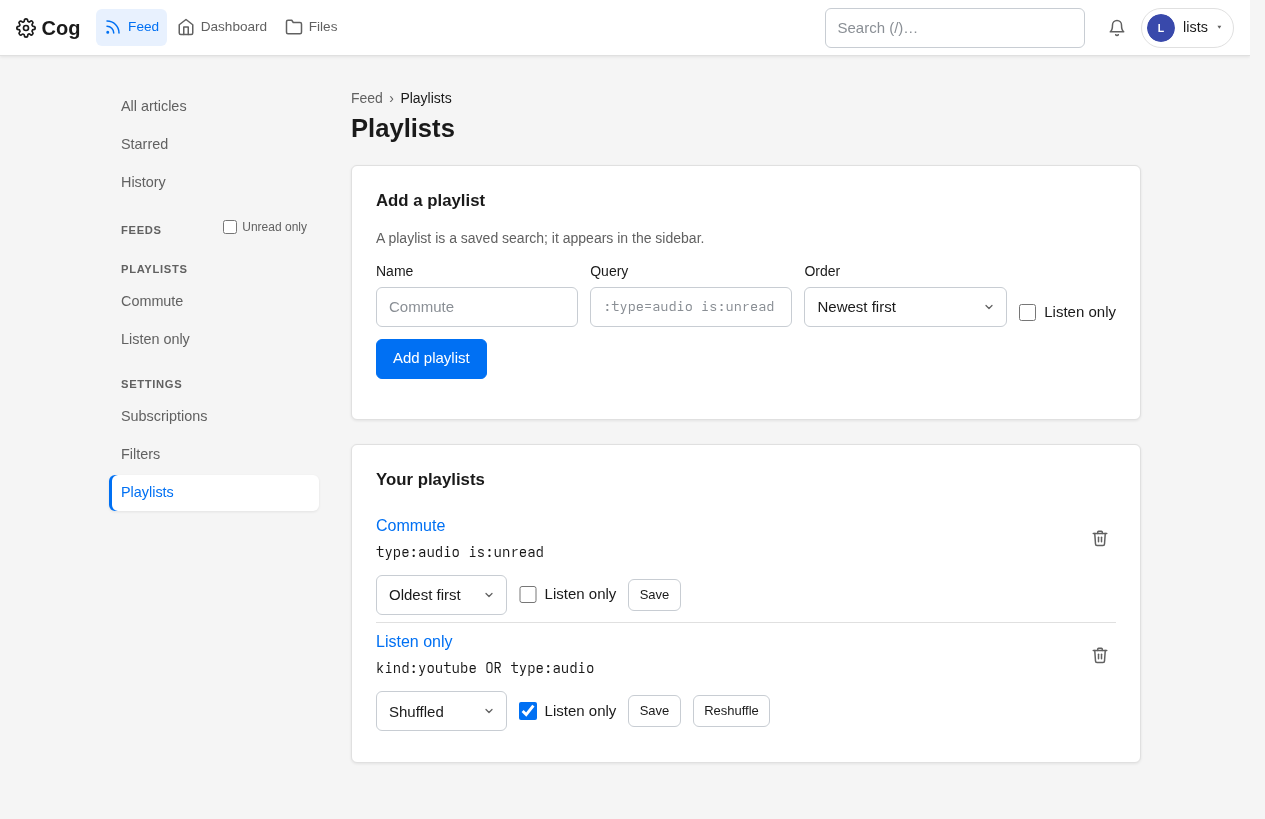 Cog Feed Dashboard Files Search (/)… L lists
All articles
Starred
History
FEEDS Unread only
PLAYLISTS
Commute
Listen only
SETTINGS
Subscriptions
Filters
Playlists
Feed › Playlists
Playlists
Add a playlist
A playlist is a saved search; it appears in the sidebar.
Name Query Order
Commute :type=audio is:unread Newest first Listen only
Add playlist
Your playlists
Commute
type:audio is:unread
Oldest first Listen only Save
Listen only
kind:youtube OR type:audio
Shuffled Listen only Save Reshuffle